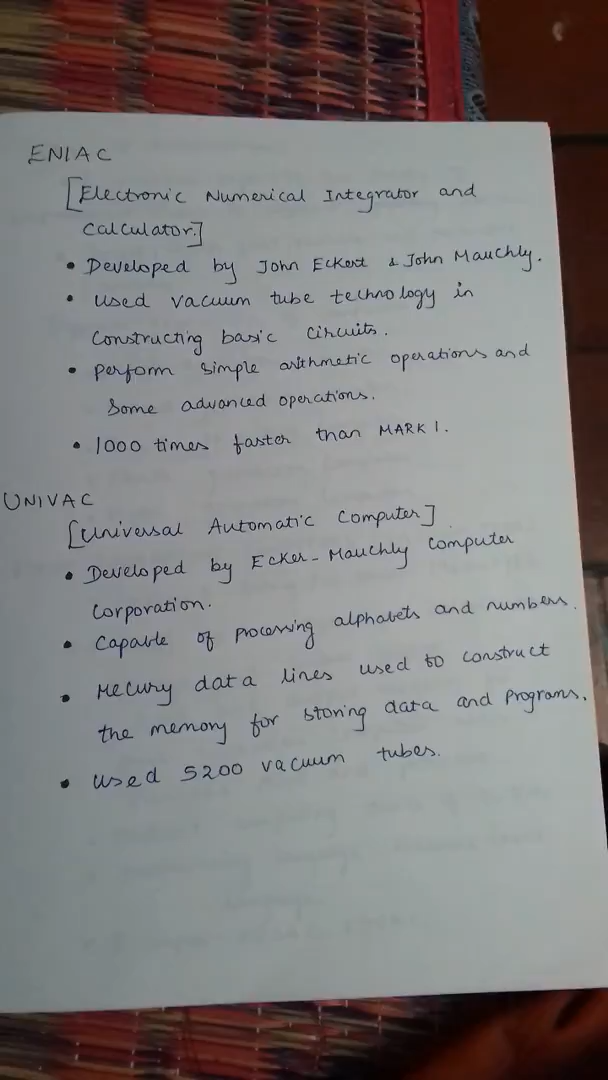 ENIAC
[Electronic Numerical Integrator and
Calculator.]
• Developed by John Eckert & John Mauchly.
• Used vacuum tube technology in
constructing basic circuits.
• perform simple arithmetic operations and
some advanced operations.
• 1000 times faster than MARK 1.
UNIVAC
[Universal Automatic Computer]
• Developed by Ecker-Mauchly Computer
Corporation.
• Capable of processing alphabets and numbers.
• Mecury data lines used to construct
the memory for storing data and programs.
• Used 5200 vacuum tubes.